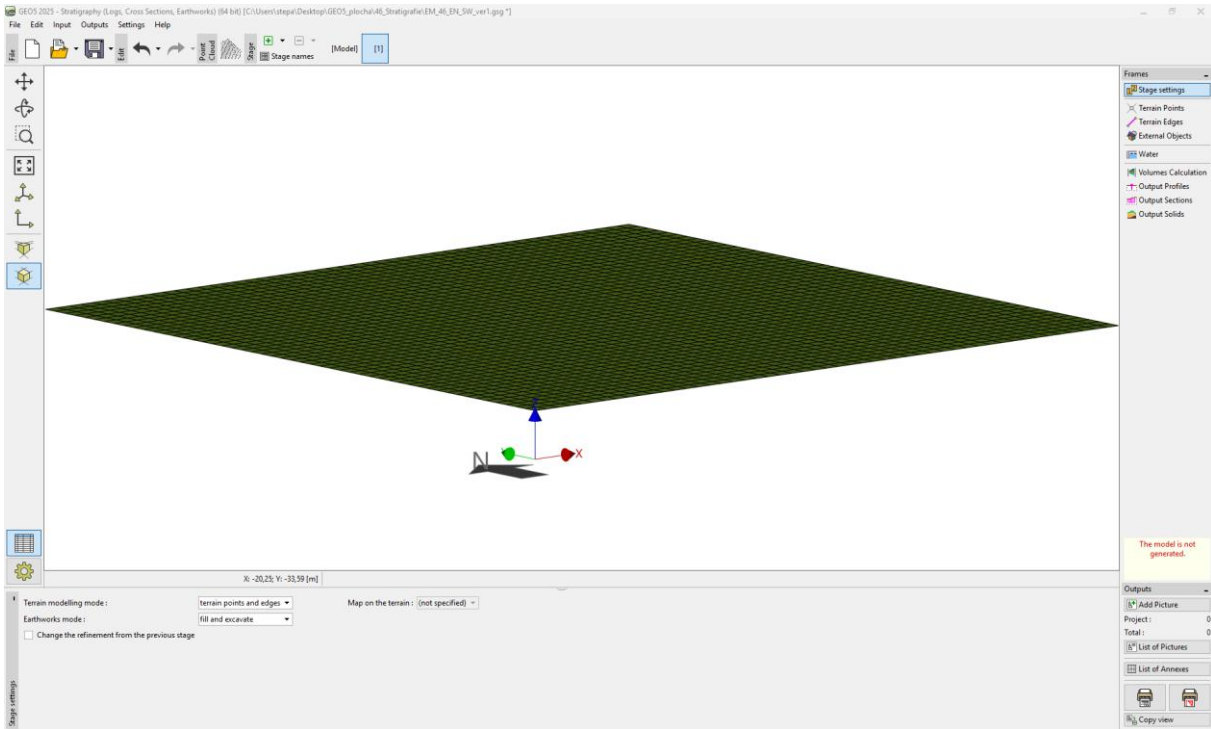 GEO5 2025 - Stratigraphy (Logs, Cross Sections, Earthworks) (64 bit) [C:\Users\stepa\Desktop\GEO5_plocha\46_Stratigrafie\EM_46_EN_SW_ver1.gsg *]
File Edit Input Outputs Settings Help
File
Edit
Point Cloud
Stage
Stage names
[Model]
[1]
Frames
Stage settings
Terrain Points
Terrain Edges
External Objects
Water
Volumes Calculation
Output Profiles
Output Sections
Output Solids
Z
N
X
The model is not
generated.
X: -20,25; Y: -33,59 [m]
Terrain modelling mode : terrain points and edges Map on the terrain : (not specified)
Earthworks mode : fill and excavate
Change the refinement from the previous stage
Stage settings
Outputs
Add Picture
Project : 0
Total : 0
List of Pictures
List of Annexes
Copy view